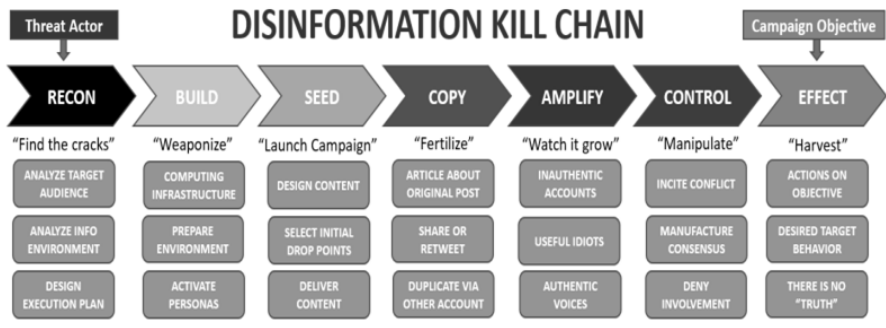 Threat Actor
DISINFORMATION KILL CHAIN
Campaign Objective
RECON
BUILD
SEED
COPY
AMPLIFY
CONTROL
EFFECT
“Find the cracks”
“Weaponize”
“Launch Campaign”
“Fertilize”
“Watch it grow”
“Manipulate”
“Harvest”
ANALYZE TARGET
AUDIENCE
COMPUTING
INFRASTRUCTURE
DESIGN CONTENT
ARTICLE ABOUT
ORIGINAL POST
INAUTHENTIC
ACCOUNTS
INCITE CONFLICT
ACTIONS ON
OBJECTIVE
ANALYZE INFO
ENVIRONMENT
PREPARE
ENVIRONMENT
SELECT INITIAL
DROP POINTS
SHARE OR
RETWEET
USEFUL IDIOTS
MANUFACTURE
CONSENSUS
DESIRED TARGET
BEHAVIOR
DESIGN
EXECUTION PLAN
ACTIVATE
PERSONAS
DELIVER
CONTENT
DUPLICATE VIA
OTHER ACCOUNT
AUTHENTIC
VOICES
DENY
INVOLVEMENT
THERE IS NO
“TRUTH”